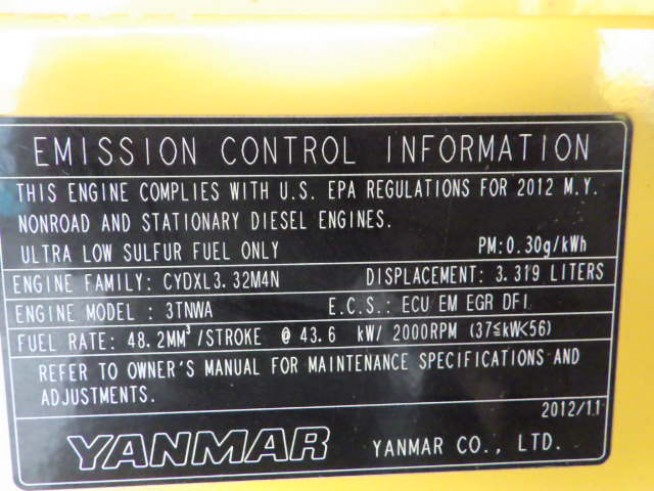 EMISSION CONTROL INFORMATION
THIS ENGINE COMPLIES WITH U.S. EPA REGULATIONS FOR 2012 M.Y.
NONROAD AND STATIONARY DIESEL ENGINES.
ULTRA LOW SULFUR FUEL ONLY PM:0.30g/kWh
ENGINE FAMILY: CYDXL3.32M4N DISPLACEMENT: 3.319 LITERS
ENGINE MODEL : 3TNWA E.C.S.: ECU EM EGR DFI
FUEL RATE: 48.2MM³/STROKE @ 43.6 kW/ 2000RPM (37≦kW<56)
REFER TO OWNER'S MANUAL FOR MAINTENANCE SPECIFICATIONS AND
ADJUSTMENTS.
2012/11
YANMAR YANMAR CO., LTD.